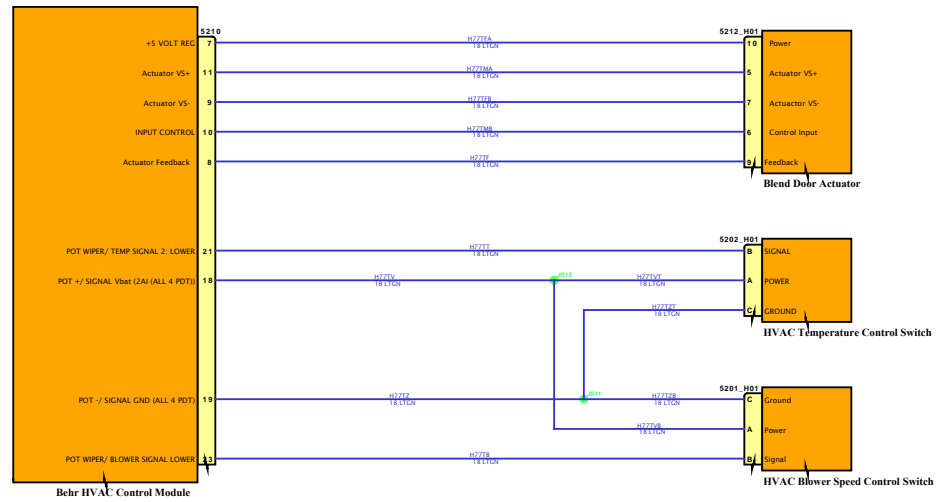 5210
5212_H01
+5 VOLT REG 7 H77TFA 10 Power
18 LTGN
Actuator VS+ 11 H77TMA 5 Actuator VS+
18 LTGN
Actuator VS- 9 H77TFB 7 Actuactor VS-
18 LTGN
INPUT CONTROL 10 H77TMB 6 Control Input
18 LTGN
Actuator Feedback 8 H77TF 9 Feedback
18 LTGN
Blend Door Actuator
5202_H01
POT WIPER/ TEMP SIGNAL 2: LOWER 21 H77TT B SIGNAL
18 LTGN
POT +/ SIGNAL Vbat (2AI (ALL 4 PDT)) 18 H77TV JS13 H77TVT A POWER
18 LTGN 18 LTGN
H77TZT C GROUND
18 LTGN
HVAC Temperature Control Switch
5201_H01
POT -/ SIGNAL GND (ALL 4 PDT) 19 H77TZ JS11 H77TZB C Ground
18 LTGN 18 LTGN
H77TVB A Power
18 LTGN
POT WIPER/ BLOWER SIGNAL LOWER 23 H77TB B Signal
18 LTGN
HVAC Blower Speed Control Switch
Behr HVAC Control Module